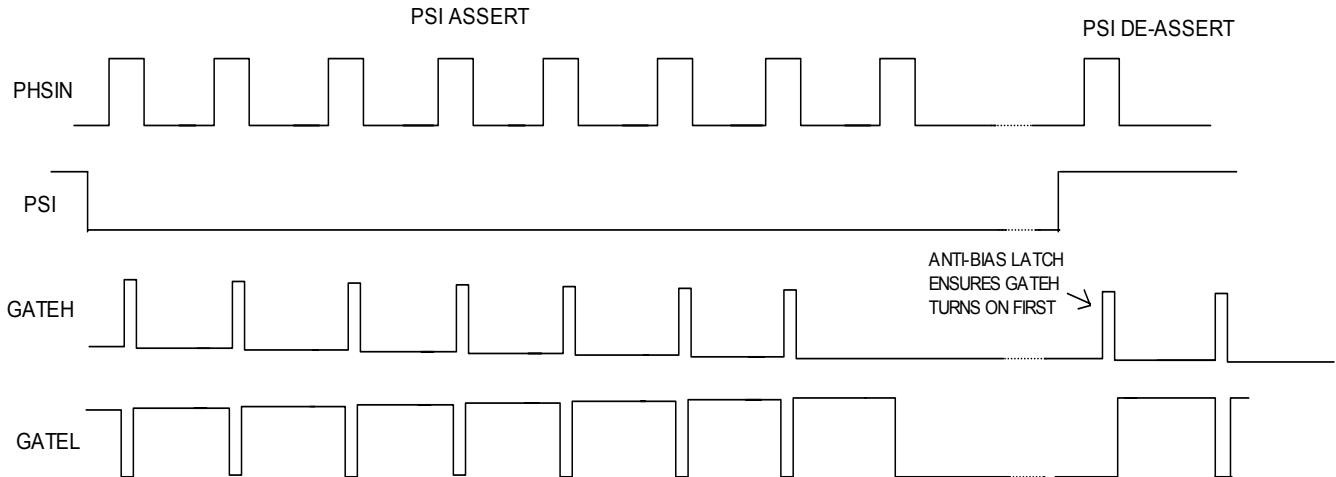 PSI ASSERT
PSI DE-ASSERT
PHSIN
PSI
ANTI-BIAS LATCH
ENSURES GATEH
TURNS ON FIRST
GATEH
GATEL